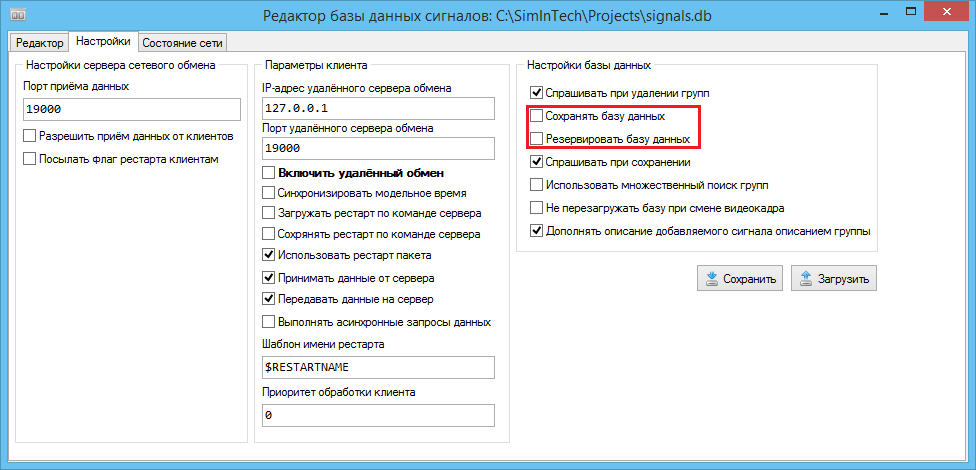 Редактор базы данных сигналов: C:\SimInTech\Projects\signals.db
Редактор
Настройки
Состояние сети
Настройки сервера сетевого обмена
Порт приёма данных
19000
Разрешить приём данных от клиентов
Посылать флаг рестарта клиентам
Параметры клиента
IP-адрес удалённого сервера обмена
127.0.0.1
Порт удалённого сервера обмена
19000
Включить удалённый обмен
Синхронизировать модельное время
Загружать рестарт по команде сервера
Сохрянять рестарт по команде сервера
Использовать рестарт пакета
Принимать данные от сервера
Передавать данные на сервер
Выполнять асинхронные запросы данных
Шаблон имени рестарта
$RESTARTNAME
Приоритет обработки клиента
0
Настройки базы данных
Спрашивать при удалении групп
Сохранять базу данных
Резервировать базу данных
Спрашивать при сохранении
Использовать множественный поиск групп
Не перезагружать базу при смене видеокадра
Дополнять описание добавляемого сигнала описанием группы
Сохранить
Загрузить